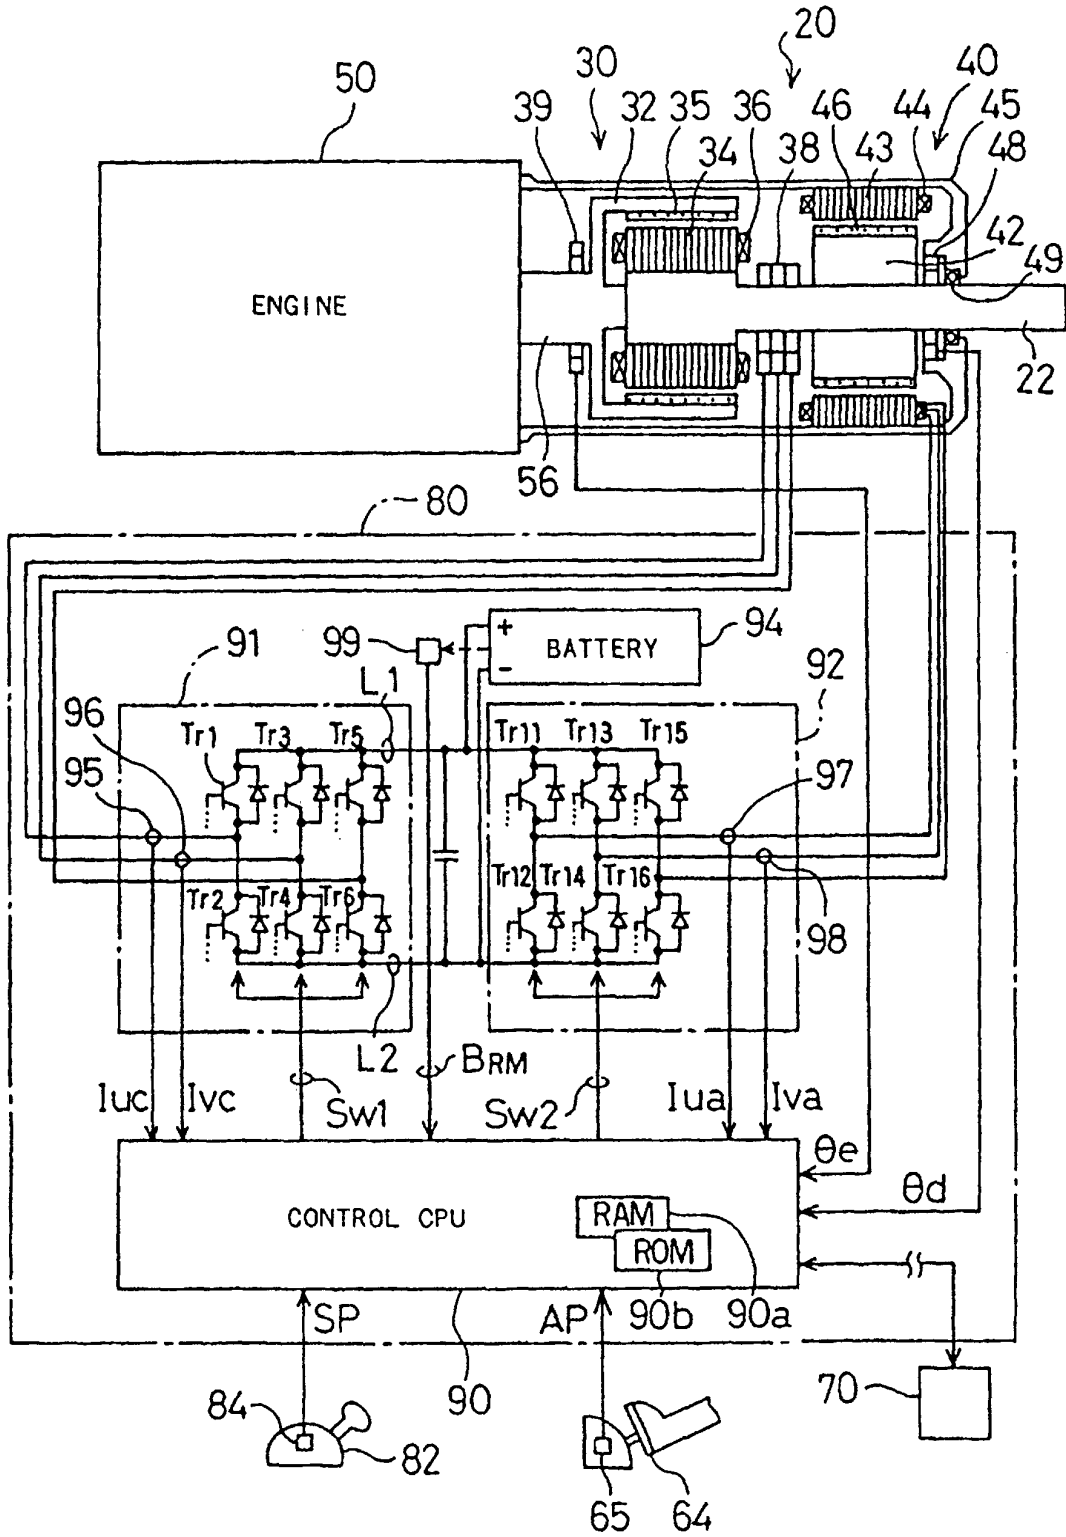 20
50
30
40
39
32
35
36
46
44
45
34
38
43
48
42
49
ENGINE
22
56
80
94
91
99
+
BATTERY
-
92
L1
96
Tr1
Tr3
Tr5
Tr11
Tr13
Tr15
95
97
Tr2
Tr4
Tr6
Tr12
Tr14
Tr16
98
L2
BRM
Iuc
Ivc
SW1
SW2
Iua
Iva
θe
θd
CONTROL CPU
RAM
ROM
SP
AP
90b
90a
90
70
84
82
65
64